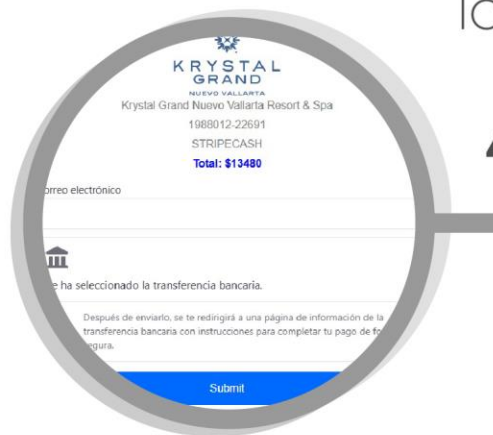 KRYSTAL
GRAND
NUEVO VALLARTA
Krystal Grand Nuevo Vallarta Resort & Spa
1988012-22691
STRIPECASH
Total: $13480
orreo electrónico
e ha seleccionado la transferencia bancaria.
Después de enviarlo, se te redirigirá a una página de información de la
transferencia bancaria con instrucciones para completar tu pago de
segura.
Submit